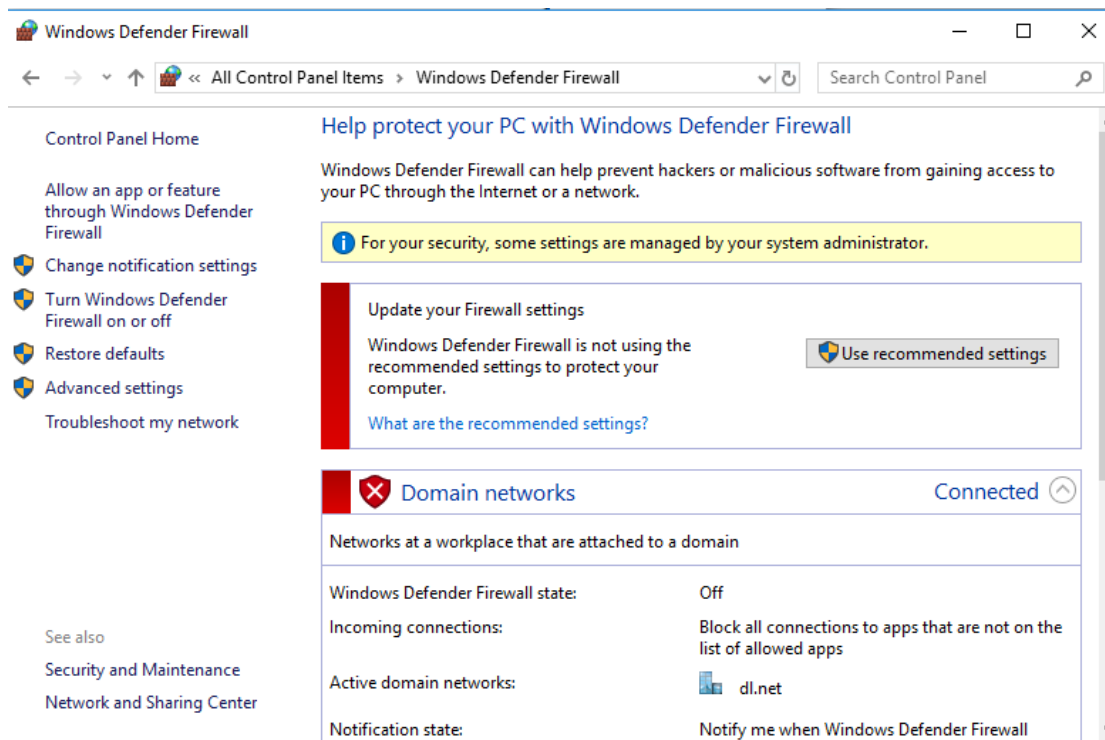 Windows Defender Firewall
« All Control Panel Items > Windows Defender Firewall
Search Control Panel
Control Panel Home
Allow an app or feature
through Windows Defender
Firewall
Change notification settings
Turn Windows Defender
Firewall on or off
Restore defaults
Advanced settings
Troubleshoot my network
See also
Security and Maintenance
Network and Sharing Center
Help protect your PC with Windows Defender Firewall
Windows Defender Firewall can help prevent hackers or malicious software from gaining access to
your PC through the Internet or a network.
For your security, some settings are managed by your system administrator.
Update your Firewall settings
Windows Defender Firewall is not using the
recommended settings to protect your
computer.
What are the recommended settings?
Use recommended settings
Domain networks
Connected
Networks at a workplace that are attached to a domain
Windows Defender Firewall state: Off
Incoming connections: Block all connections to apps that are not on the
list of allowed apps
Active domain networks: dl.net
Notification state: Notify me when Windows Defender Firewall